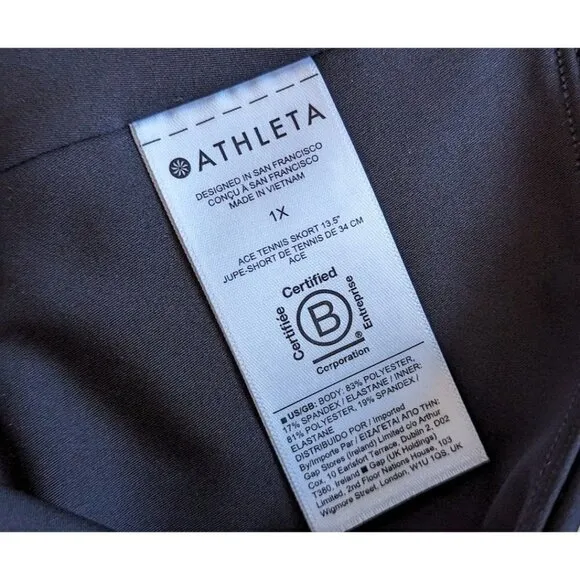 ATHLETA
DESIGNED IN SAN FRANCISCO
CONÇU À SAN FRANCISCO
MADE IN VIETNAM
1X
ACE TENNIS SKORT 13.5"
JUPE-SHORT DE TENNIS DE 34 CM
ACE
Certified
Certifiée
B
®
Entreprise
Corporation
■ US/GB: BODY: 83% POLYESTER,
17% SPANDEX / ELASTANE / INNER:
81% POLYESTER, 19% SPANDEX /
ELASTANE
DISTRIBUIDO POR / Imported
By/Importe Par / ΕΙΣΑΓΕΤΑΙ ΑΠΟ ΤΗΝ:
Gap Stores (Ireland) Limited c/o Arthur
Cox, 10 Earlsfort Terrace, Dublin 2, D02
T380, Ireland ■ Gap (UK Holdings)
Limited, 2nd Floor Nations House, 103
Wigmore Street, London, W1U 1QS, UK